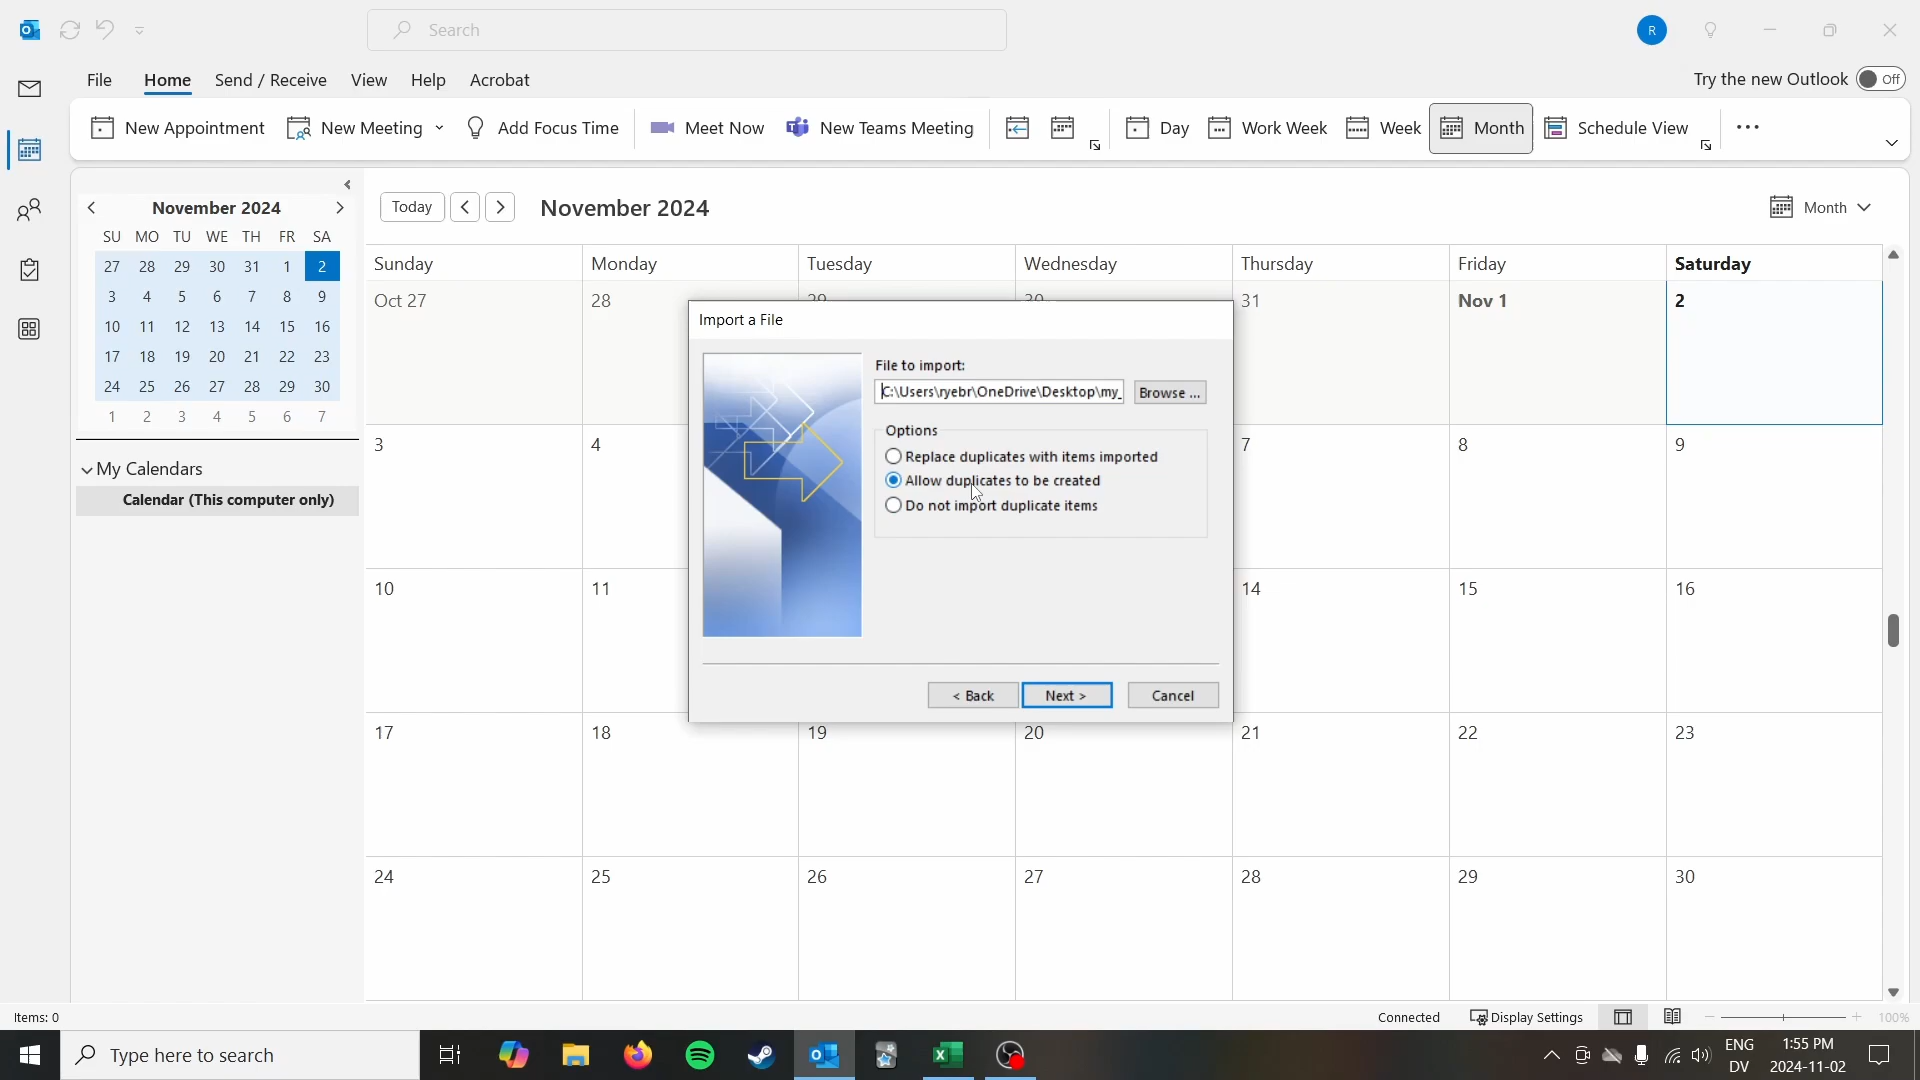 Search
R
File Home Send / Receive View Help Acrobat
Try the new Outlook Off
New Appointment New Meeting Add Focus Time Meet Now New Teams Meeting Day Work Week Week Month Schedule View
November 2024
SU MO TU WE TH FR SA
27 28 29 30 31 1 2
3 4 5 6 7 8 9
10 11 12 13 14 15 16
17 18 19 20 21 22 23
24 25 26 27 28 29 30
1 2 3 4 5 6 7
My Calendars
Calendar (This computer only)
Today November 2024 Month
Sunday Monday Tuesday Wednesday Thursday Friday Saturday
Oct 27 28 29 30 31 Nov 1 2
3 4 7 8 9
10 11 14 15 16
17 18 19 20 21 22 23
24 25 26 27 28 29 30
Import a File
File to import:
C:\Users\ryebr\OneDrive\Desktop\my_ Browse ...
Options
Replace duplicates with items imported
Allow duplicates to be created
Do not import duplicate items
< Back Next > Cancel
Items: 0 Connected Display Settings 100%
Type here to search
ENG
DV
1:55 PM
2024-11-02